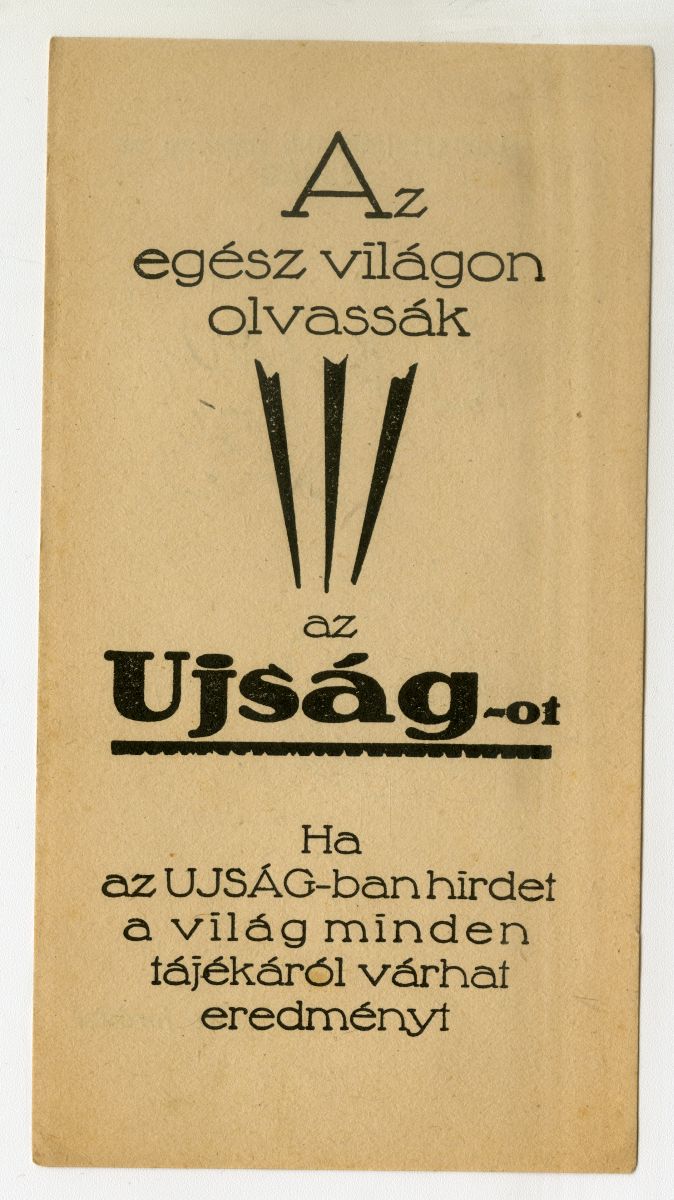 Az
egész világon
olvassák
az
Ujság-ot
Ha
az UJSÁG-ban hirdet
a világ minden
tájékáról várhat
eredményt